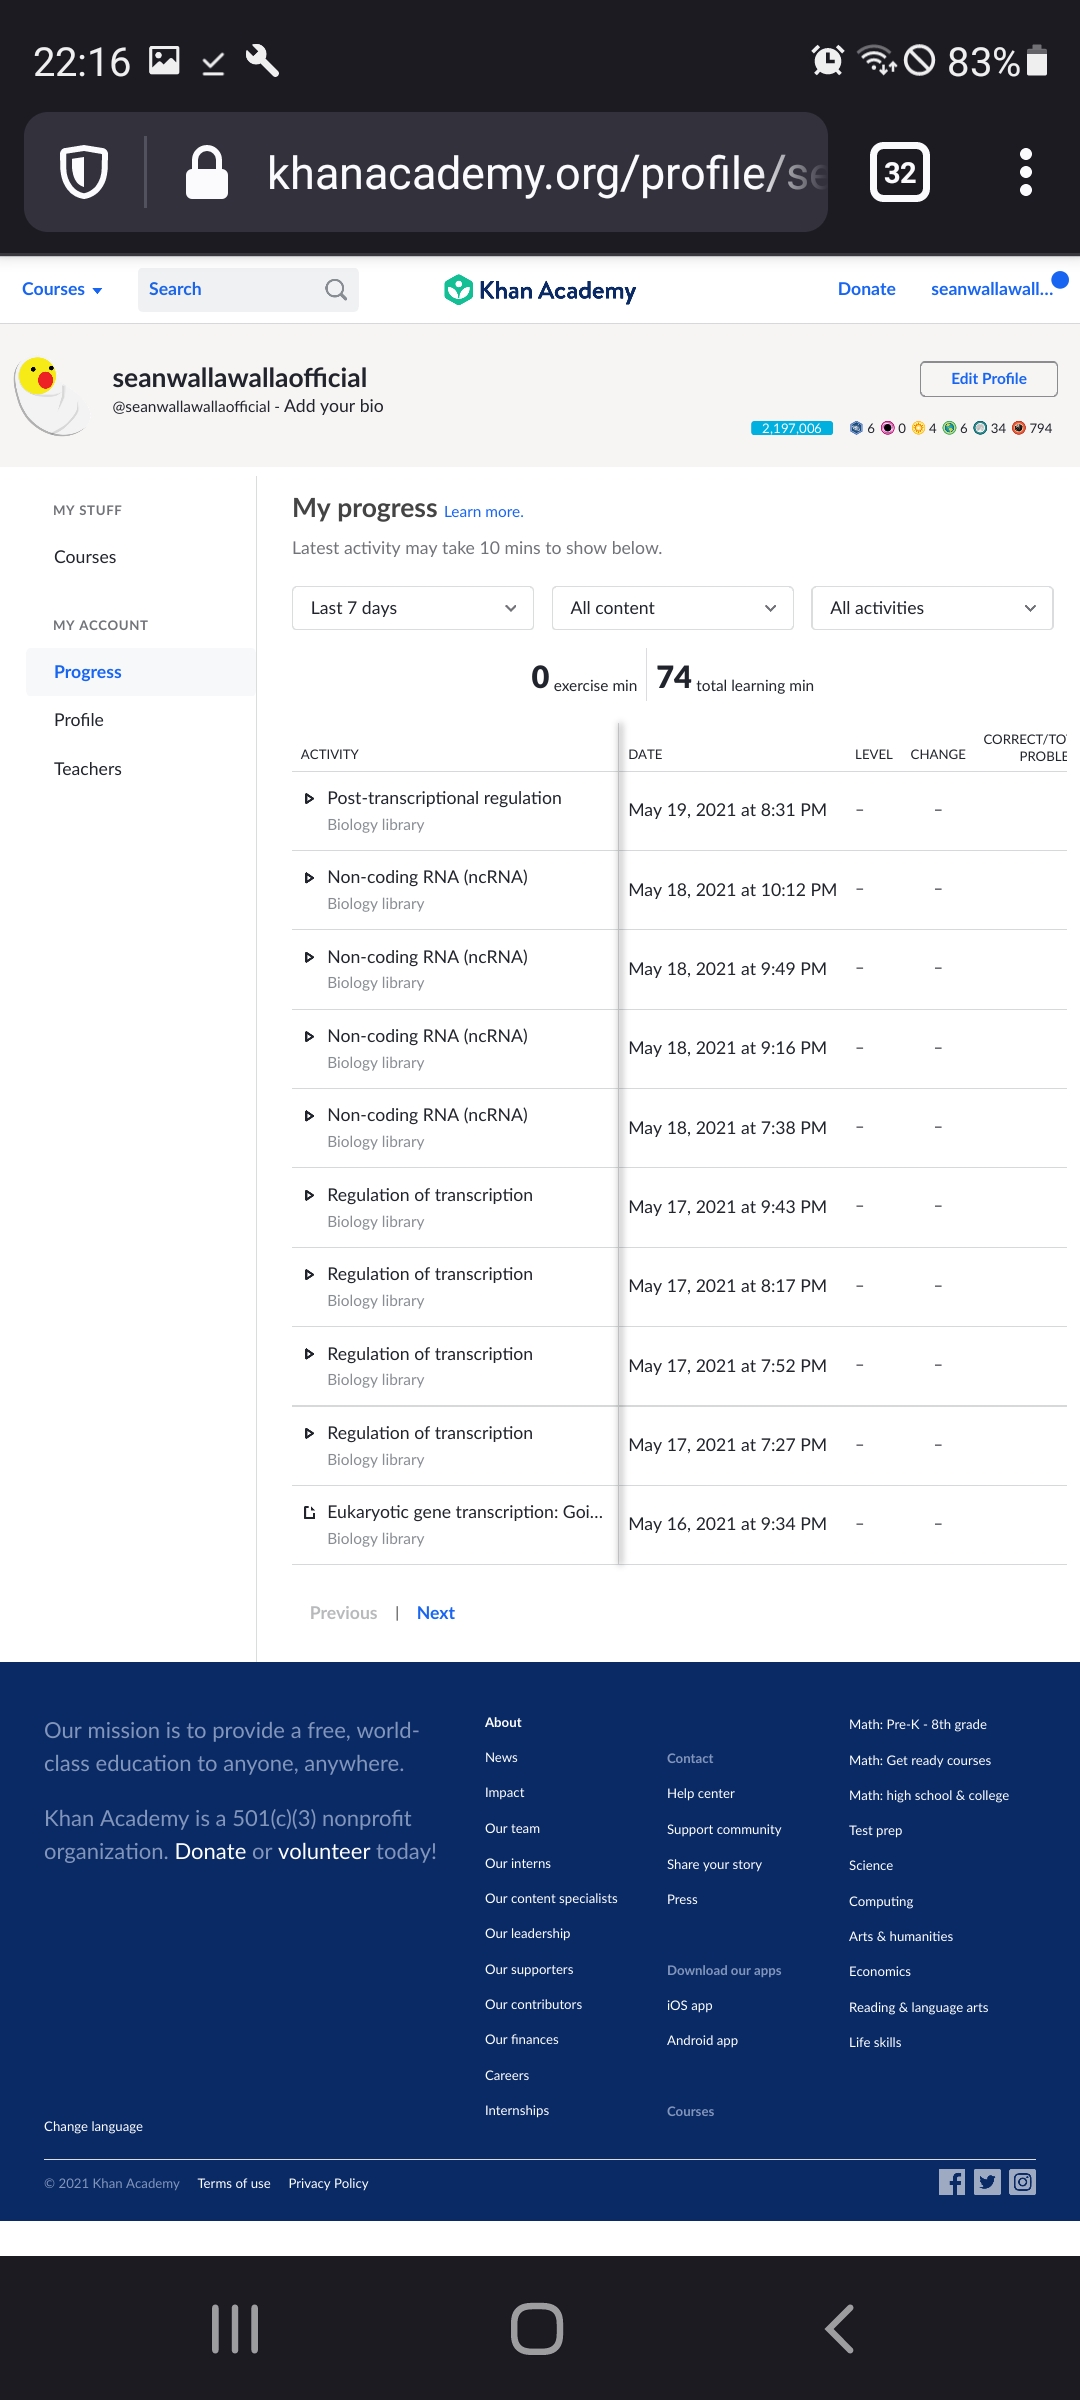 22:16
83%
khanacademy.org/profile/se
32
Courses
Search
Khan Academy
Donate
seanwallawall...
seanwallawallaofficial
@seanwallawallaofficial - Add your bio
Edit Profile
2,197,006 6 0 4 6 34 794
MY STUFF
Courses
MY ACCOUNT
Progress
Profile
Teachers
My progress Learn more.
Latest activity may take 10 mins to show below.
Last 7 days
All content
All activities
0 exercise min
74 total learning min
ACTIVITY DATE LEVEL CHANGE CORRECT/TO
PROBLE
Post-transcriptional regulation
Biology library
May 19, 2021 at 8:31 PM – –
Non-coding RNA (ncRNA)
Biology library
May 18, 2021 at 10:12 PM – –
Non-coding RNA (ncRNA)
Biology library
May 18, 2021 at 9:49 PM – –
Non-coding RNA (ncRNA)
Biology library
May 18, 2021 at 9:16 PM – –
Non-coding RNA (ncRNA)
Biology library
May 18, 2021 at 7:38 PM – –
Regulation of transcription
Biology library
May 17, 2021 at 9:43 PM – –
Regulation of transcription
Biology library
May 17, 2021 at 8:17 PM – –
Regulation of transcription
Biology library
May 17, 2021 at 7:52 PM – –
Regulation of transcription
Biology library
May 17, 2021 at 7:27 PM – –
Eukaryotic gene transcription: Goi...
Biology library
May 16, 2021 at 9:34 PM – –
Previous | Next
Our mission is to provide a free, world-
class education to anyone, anywhere.
Khan Academy is a 501(c)(3) nonprofit
organization. Donate or volunteer today!
Change language
About
News
Impact
Our team
Our interns
Our content specialists
Our leadership
Our supporters
Our contributors
Our finances
Careers
Internships
Contact
Help center
Support community
Share your story
Press
Download our apps
iOS app
Android app
Courses
Math: Pre-K - 8th grade
Math: Get ready courses
Math: high school & college
Test prep
Science
Computing
Arts & humanities
Economics
Reading & language arts
Life skills
© 2021 Khan Academy Terms of use Privacy Policy